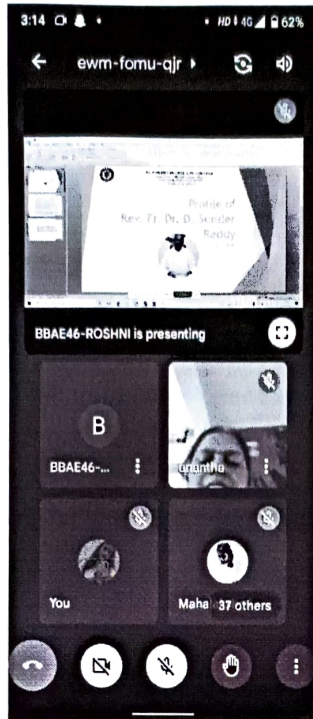 3:14 HD 4G 62%
ewm-fomu-qjr
Profile of
Rev. Fr. Dr. D. Sunder
Reddy
BBAE46-ROSHNI is presenting
B
BBAE46-...
anantha
You
Maha 37 others